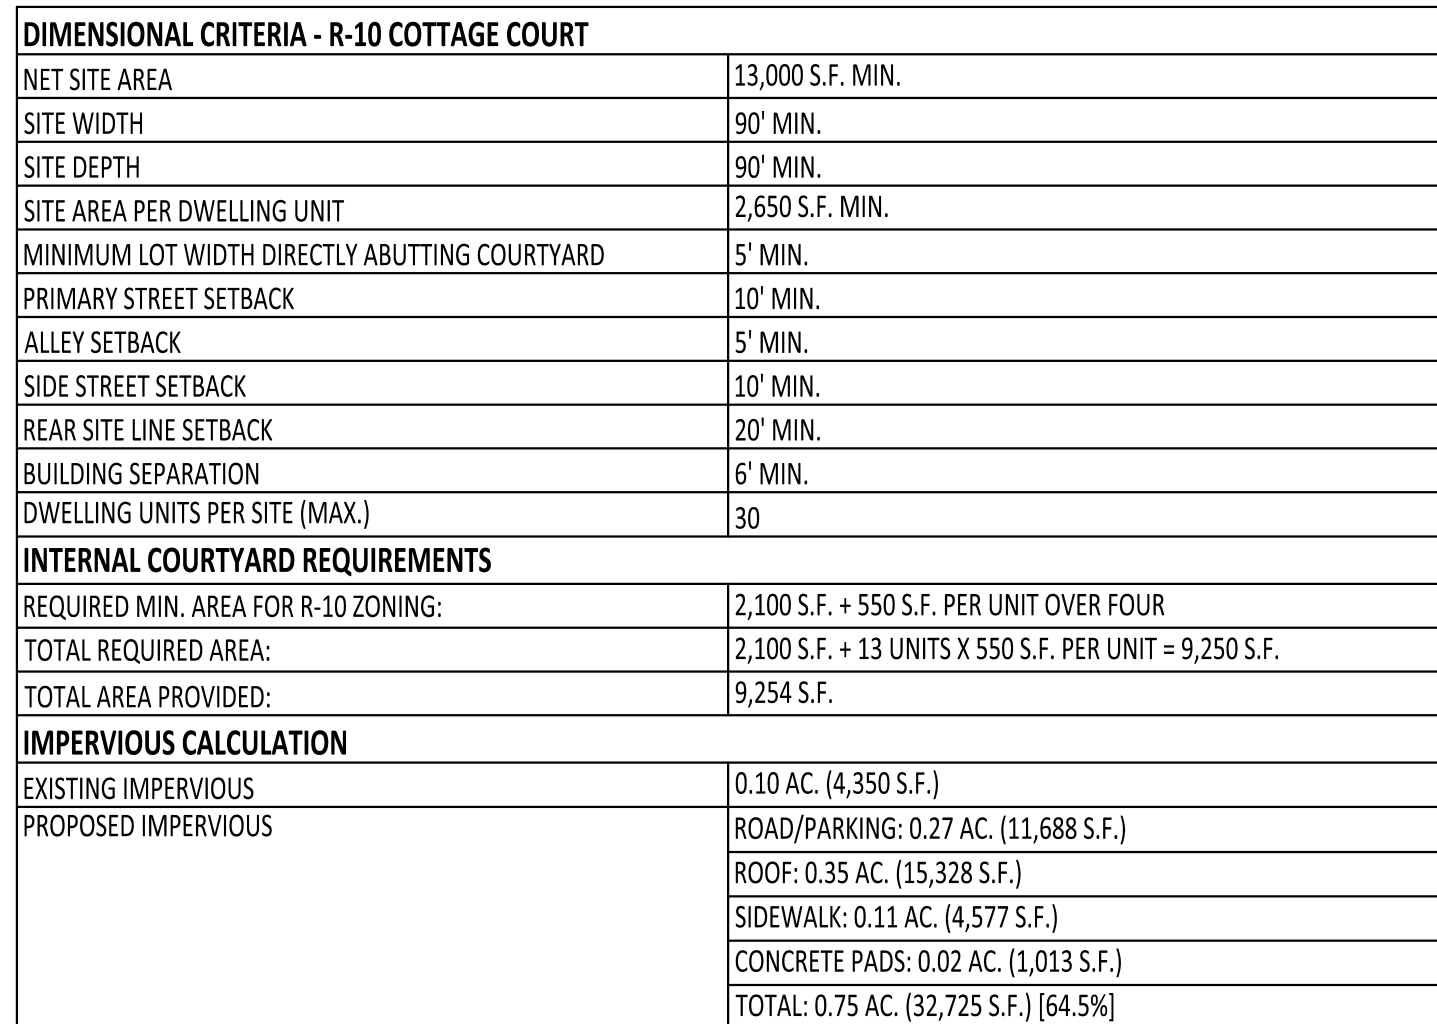 DIMENSIONAL CRITERIA - R-10 COTTAGE COURT
NET SITE AREA 13,000 S.F. MIN.
SITE WIDTH 90' MIN.
SITE DEPTH 90' MIN.
SITE AREA PER DWELLING UNIT 2,650 S.F. MIN.
MINIMUM LOT WIDTH DIRECTLY ABUTTING COURTYARD 5' MIN.
PRIMARY STREET SETBACK 10' MIN.
ALLEY SETBACK 5' MIN.
SIDE STREET SETBACK 10' MIN.
REAR SITE LINE SETBACK 20' MIN.
BUILDING SEPARATION 6' MIN.
DWELLING UNITS PER SITE (MAX.) 30
INTERNAL COURTYARD REQUIREMENTS
REQUIRED MIN. AREA FOR R-10 ZONING: 2,100 S.F. + 550 S.F. PER UNIT OVER FOUR
TOTAL REQUIRED AREA: 2,100 S.F. + 13 UNITS X 550 S.F. PER UNIT = 9,250 S.F.
TOTAL AREA PROVIDED: 9,254 S.F.
IMPERVIOUS CALCULATION
EXISTING IMPERVIOUS 0.10 AC. (4,350 S.F.)
PROPOSED IMPERVIOUS ROAD/PARKING: 0.27 AC. (11,688 S.F.)
ROOF: 0.35 AC. (15,328 S.F.)
SIDEWALK: 0.11 AC. (4,577 S.F.)
CONCRETE PADS: 0.02 AC. (1,013 S.F.)
TOTAL: 0.75 AC. (32,725 S.F.) [64.5%]